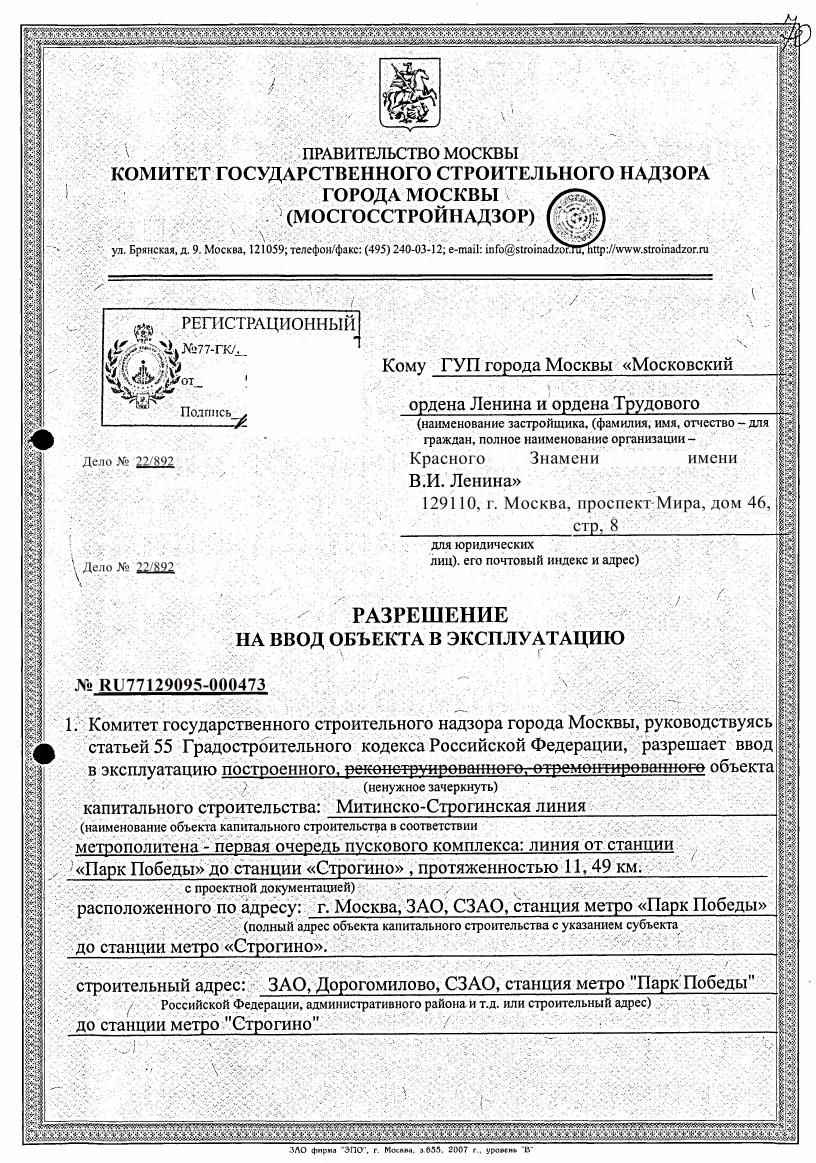 70
ПРАВИТЕЛЬСТВО МОСКВЫ
КОМИТЕТ ГОСУДАРСТВЕННОГО СТРОИТЕЛЬНОГО НАДЗОРА
ГОРОДА МОСКВЫ
(МОСГОССТРОЙНАДЗОР)
ул. Брянская, д. 9. Москва, 121059; телефон/факс: (495) 240-03-12; e-mail: info@stroinadzor.ru, http://www.stroinadzor.ru
РЕГИСТРАЦИОННЫЙ
№77-ГК/.
от
Подпись
Кому ГУП города Москвы «Московский
ордена Ленина и ордена Трудового
(наименование застройщика, (фамилия, имя, отчество – для
граждан, полное наименование организации –
Дело № 22/892
Красного Знамени имени
В.И. Ленина»
129110, г. Москва, проспект Мира, дом 46,
стр, 8
для юридических
лиц). его почтовый индекс и адрес)
Дело № 22/892
РАЗРЕШЕНИЕ
НА ВВОД ОБЪЕКТА В ЭКСПЛУАТАЦИЮ
№ RU77129095-000473
1. Комитет государственного строительного надзора города Москвы, руководствуясь
статьей 55 Градостроительного кодекса Российской Федерации, разрешает ввод
в эксплуатацию построенного, реконструированного, отремонтированного объекта
(ненужное зачеркнуть)
капитального строительства: Митинско-Строгинская линия
(наименование объекта капитального строительства в соответствии
метрополитена - первая очередь пускового комплекса: линия от станции
«Парк Победы» до станции «Строгино» , протяженностью 11, 49 км.
с проектной документацией)
расположенного по адресу: г. Москва, ЗАО, СЗАО, станция метро «Парк Победы»
(полный адрес объекта капитального строительства с указанием субъекта
до станции метро «Строгино».
строительный адрес: ЗАО, Дорогомилово, СЗАО, станция метро "Парк Победы"
Российской Федерации, административного района и т.д. или строительный адрес)
до станции метро "Строгино"
ЗАО фирма "ЭПО", г. Москва, з.655, 2007 г., уровень "В"